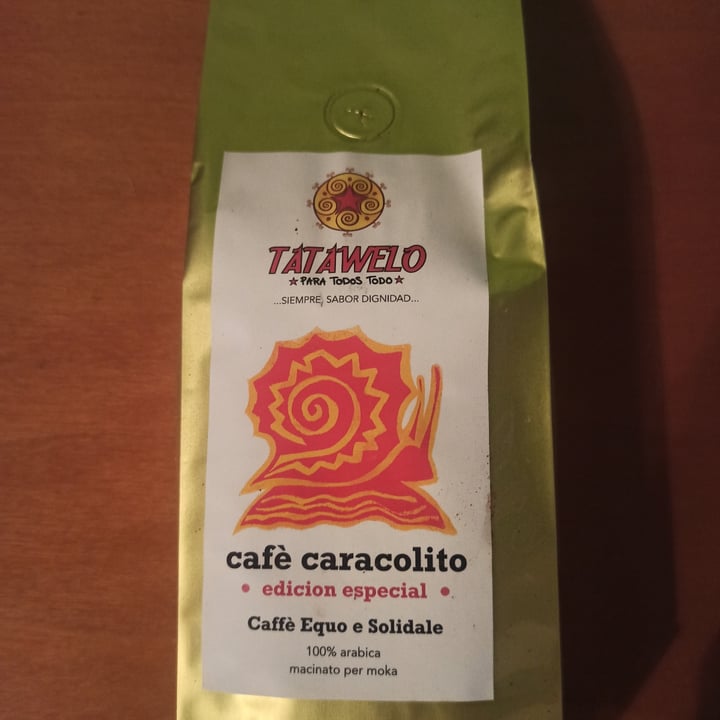 TATAWELO
★ PARA TODOS TODO ★
...SIEMPRE, SABOR DIGNIDAD...
cafè caracolito
• edicion especial •
Caffè Equo e Solidale
100% arabica
macinato per moka